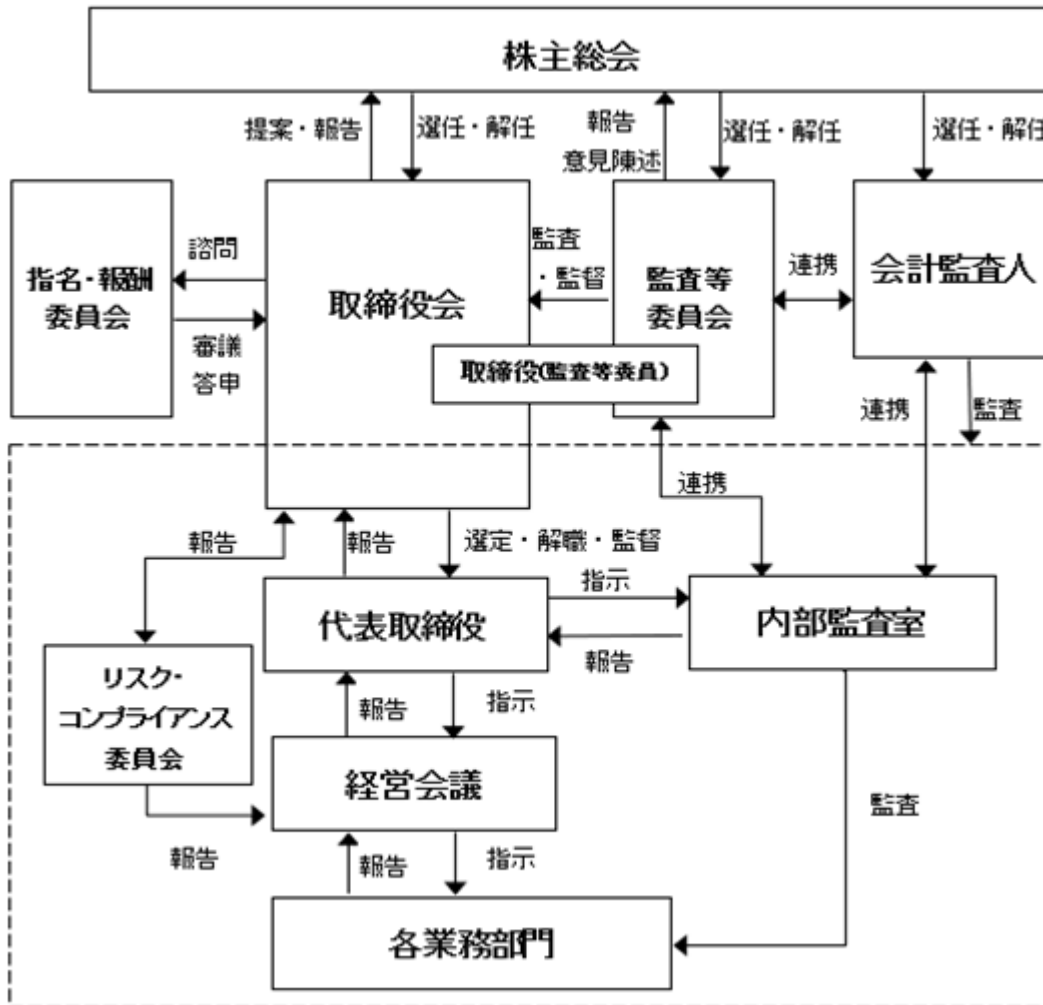 株主総会
提案・報告
選任・解任
報告
意見陳述
選任・解任
選任・解任
指名・報酬
委員会
諮問
審議
答申
取締役会
監査
・監督
監査等
委員会
連携
会計監査人
取締役(監査等委員)
連携
監査
連携
報告
報告
選定・解職・監督
代表取締役
指示
報告
内部監査室
リスク・
コンプライアンス
委員会
報告
指示
経営会議
報告
報告
指示
監査
各業務部門